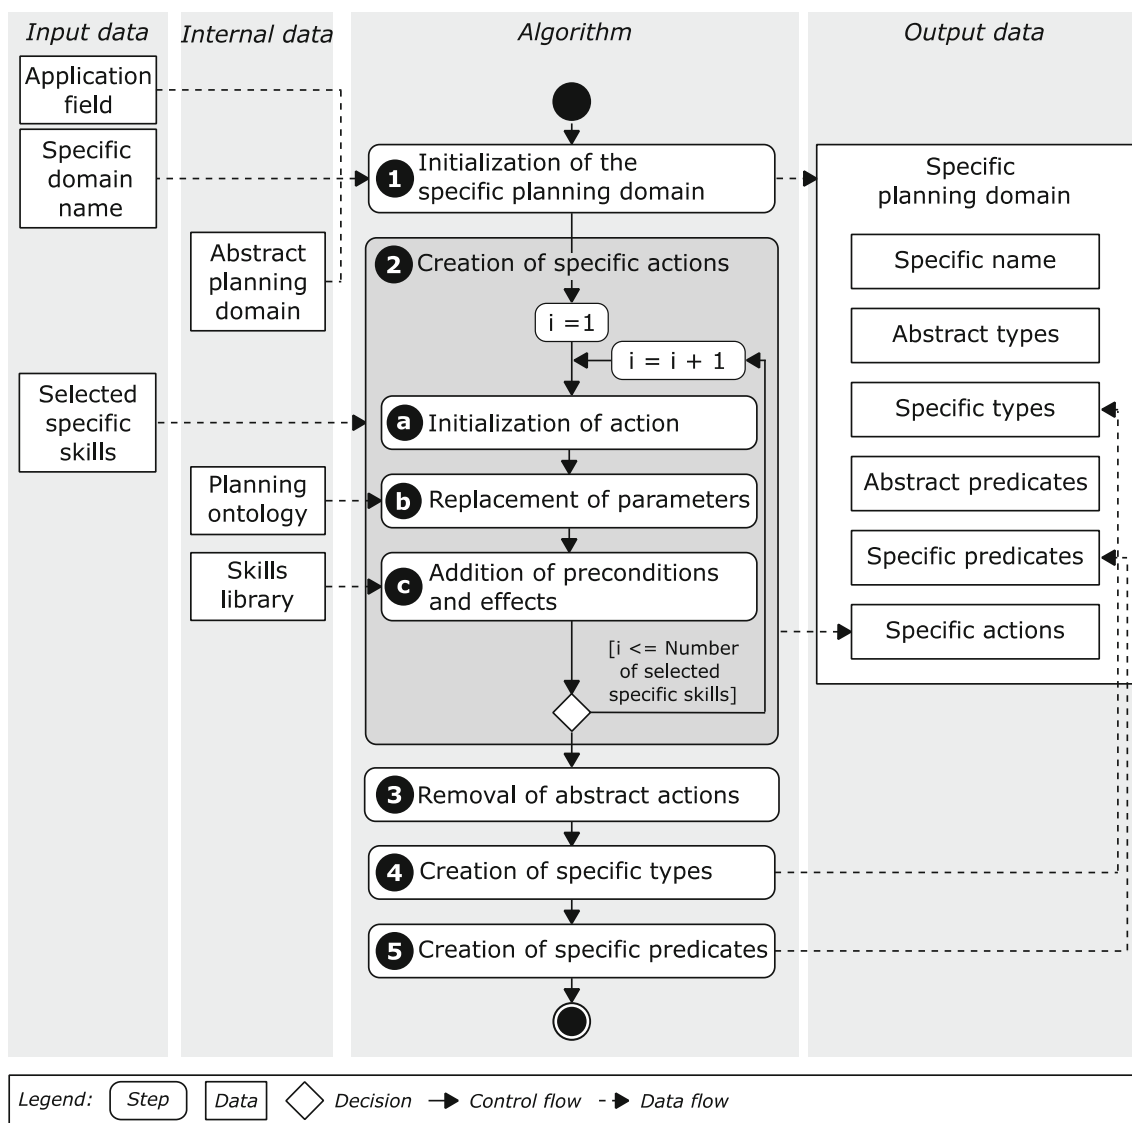 Input data
Internal data
Algorithm
Output data
Application
field
Specific
domain
name
Abstract
planning
domain
Selected
specific
skills
Planning
ontology
Skills
library
1 Initialization of the
specific planning domain
2 Creation of specific actions
i =1
i = i + 1
a Initialization of action
b Replacement of parameters
c Addition of preconditions
and effects
[i <= Number
of selected
specific skills]
3 Removal of abstract actions
4 Creation of specific types
5 Creation of specific predicates
Specific
planning domain
Specific name
Abstract types
Specific types
Abstract predicates
Specific predicates
Specific actions
Legend: Step Data Decision Control flow Data flow